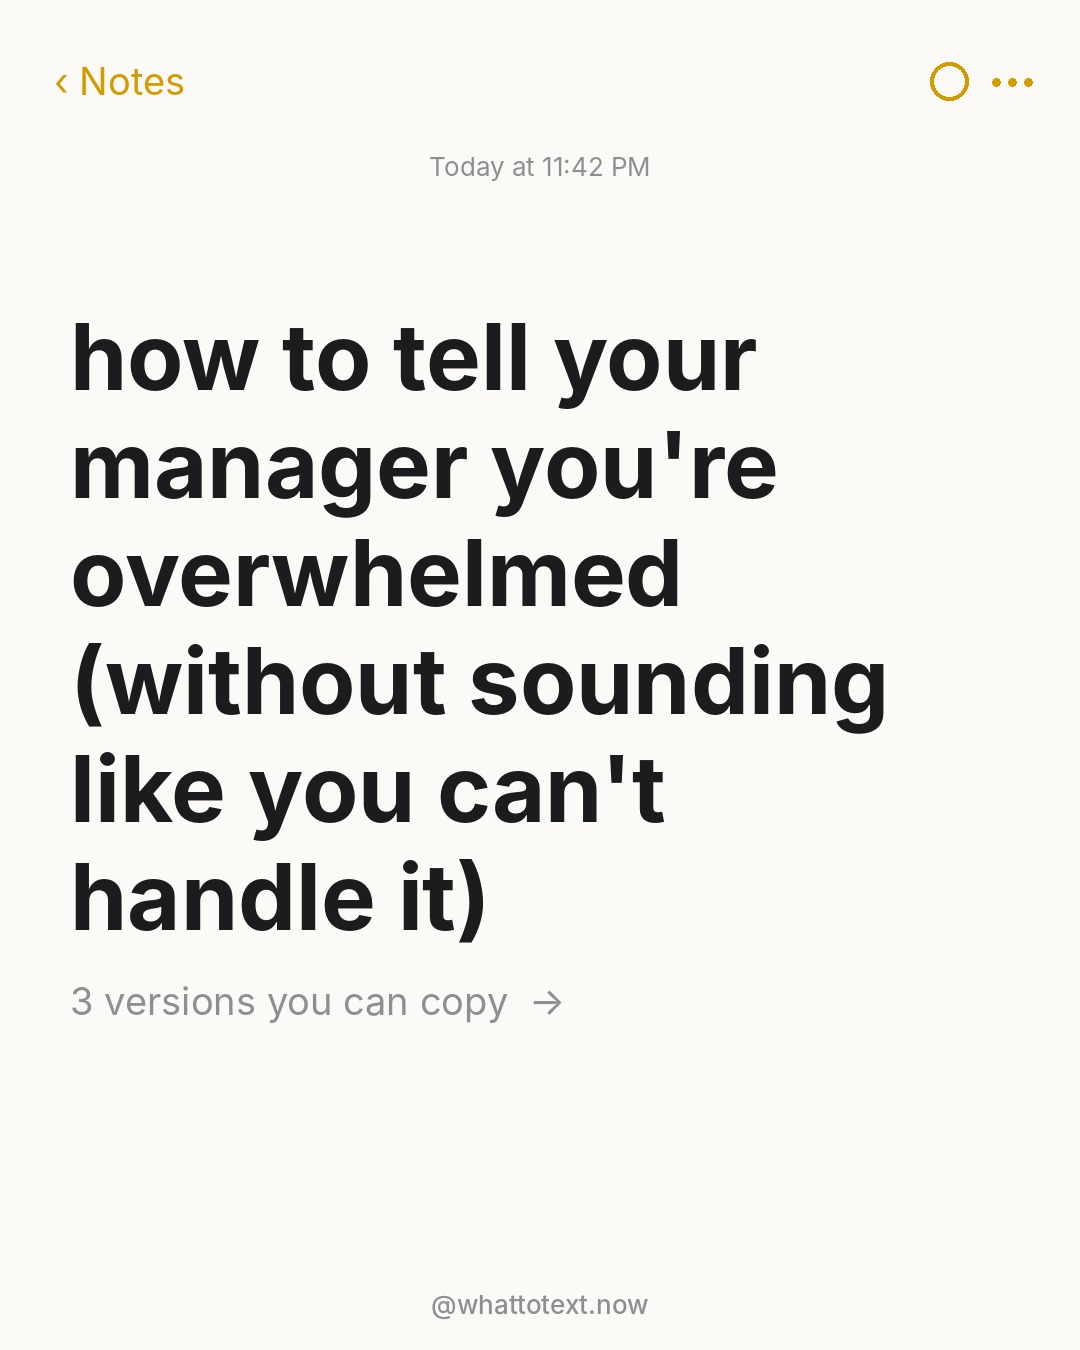 ‹ Notes
Today at 11:42 PM
how to tell your
manager you're
overwhelmed
(without sounding
like you can't
handle it)
3 versions you can copy →
@whattotext.now